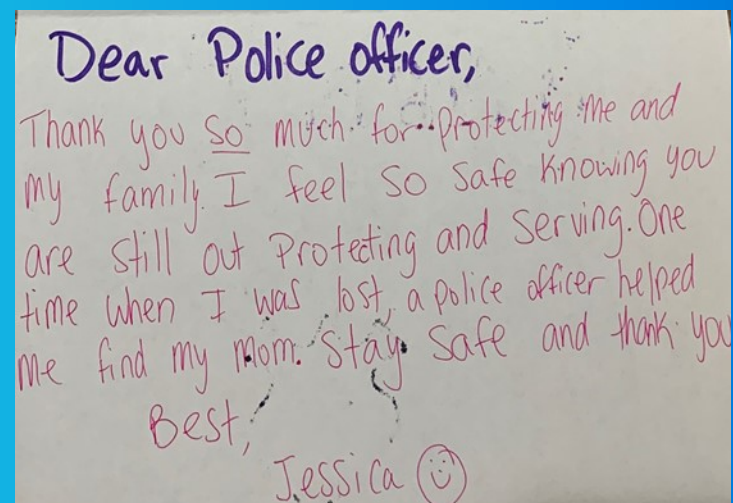 Dear Police officer,
Thank you so much for protecting me and
my family. I feel so safe knowing you
are still out Protecting and serving. One
time when I was lost, a police officer helped
me find my mom. Stay safe and thank you
Best,
Jessica